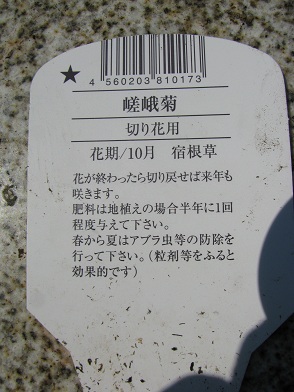 ★
4 560203 810173
嵯峨菊
切り花用
花期/10月 宿根草
花が終わったら切り戻せば来年も
咲きます。
肥料は地植えの場合半年に1回
程度与えて下さい。
春から夏はアブラ虫等の防除を
行って下さい。(粒剤等をふると
効果的です)